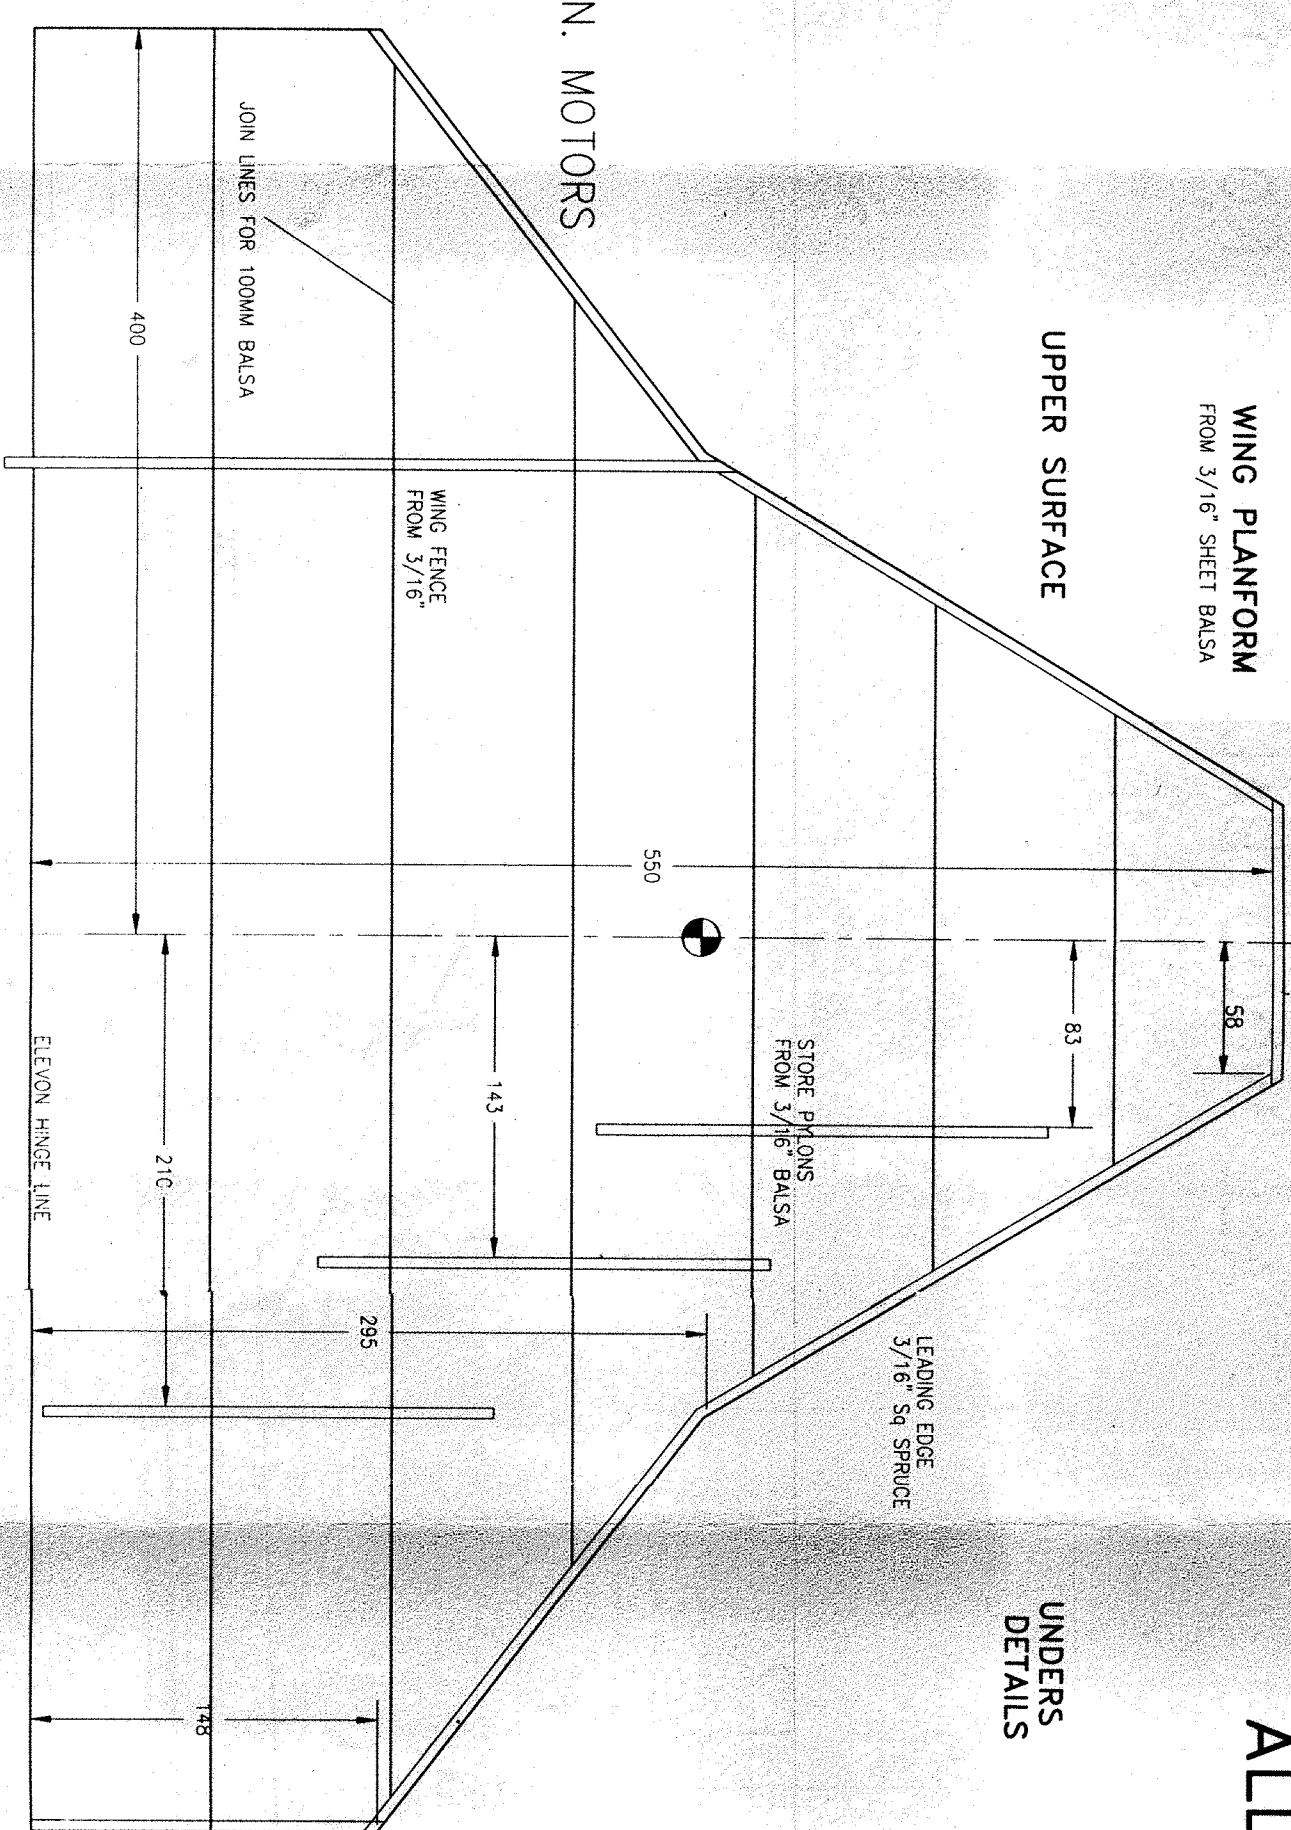 N. MOTORS
WING PLANFORM
FROM 3/16" SHEET BALSA
UPPER SURFACE
JOIN LINES FOR 100MM BALSA
400
WING FENCE
FROM 3/16"
550
58
83
STORE PYLONS
FROM 3/16" BALSA
143
210
ELEVON HINGE LINE
295
LEADING EDGE
3/16" Sq SPRUCE
148
UNDERS
DETAILS
ALL